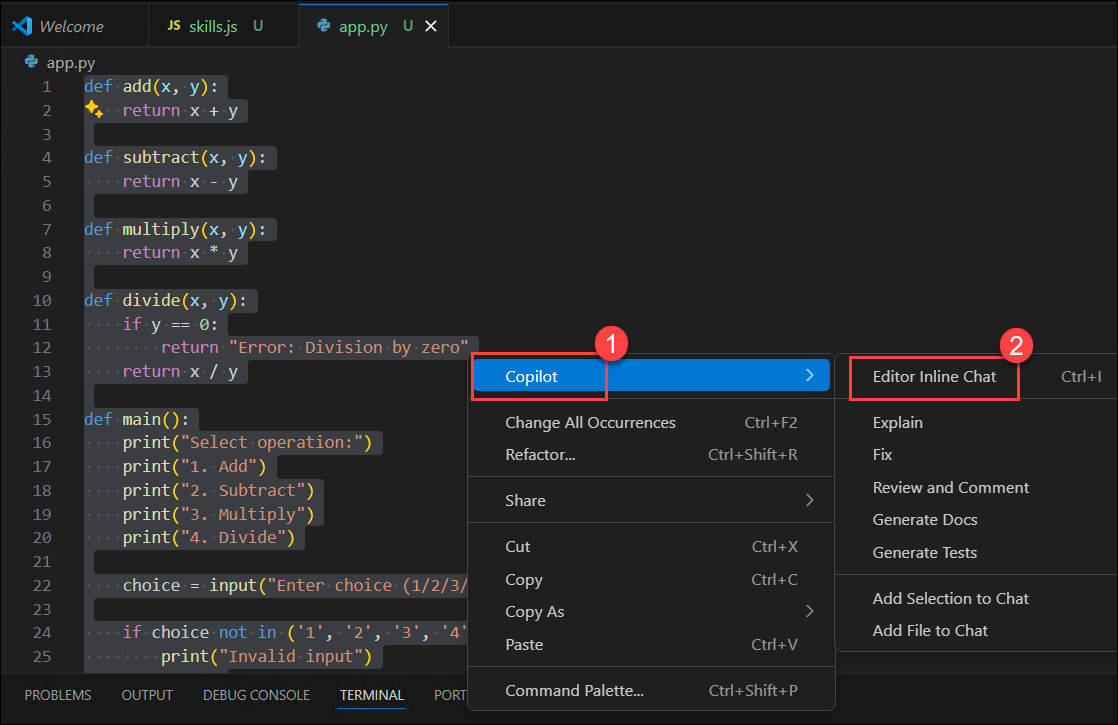 Welcome
JS skills.js U
app.py U
app.py
1 def add(x, y):
2 return x + y
3
4 def subtract(x, y):
5 return x - y
6
7 def multiply(x, y):
8 return x * y
9
10 def divide(x, y):
11 if y == 0:
12 return "Error: Division by zero"
13 return x / y
14
15 def main():
16 print("Select operation:")
17 print("1. Add")
18 print("2. Subtract")
19 print("3. Multiply")
20 print("4. Divide")
21
22 choice = input("Enter choice (1/2/3/
23
24 if choice not in ('1', '2', '3', '4'
25 print("Invalid input")
1
Copilot
Change All Occurrences Ctrl+F2
Refactor... Ctrl+Shift+R
Share
Cut Ctrl+X
Copy Ctrl+C
Copy As
Paste Ctrl+V
Command Palette... Ctrl+Shift+P
2
Editor Inline Chat Ctrl+I
Explain
Fix
Review and Comment
Generate Docs
Generate Tests
Add Selection to Chat
Add File to Chat
PROBLEMS OUTPUT DEBUG CONSOLE TERMINAL PORT